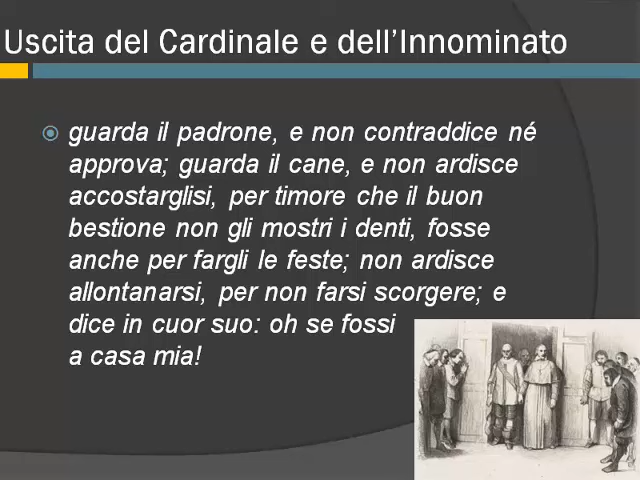 Uscita del Cardinale e dell’Innominato
guarda il padrone, e non contraddice né
approva; guarda il cane, e non ardisce
accostarglisi, per timore che il buon
bestione non gli mostri i denti, fosse
anche per fargli le feste; non ardisce
allontanarsi, per non farsi scorgere; e
dice in cuor suo: oh se fossi
a casa mia!